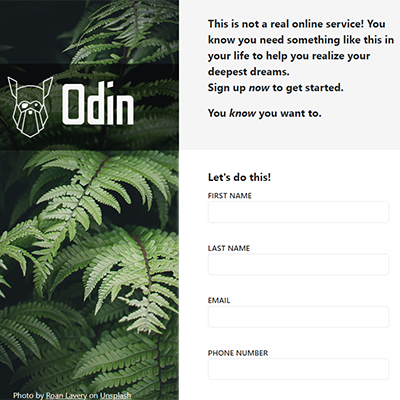 Odin
Photo by Roan Lavery on Unsplash
This is not a real online service! You
know you need something like this in
your life to help you realize your
deepest dreams.
Sign up now to get started.
You know you want to.
Let's do this!
FIRST NAME
LAST NAME
EMAIL
PHONE NUMBER